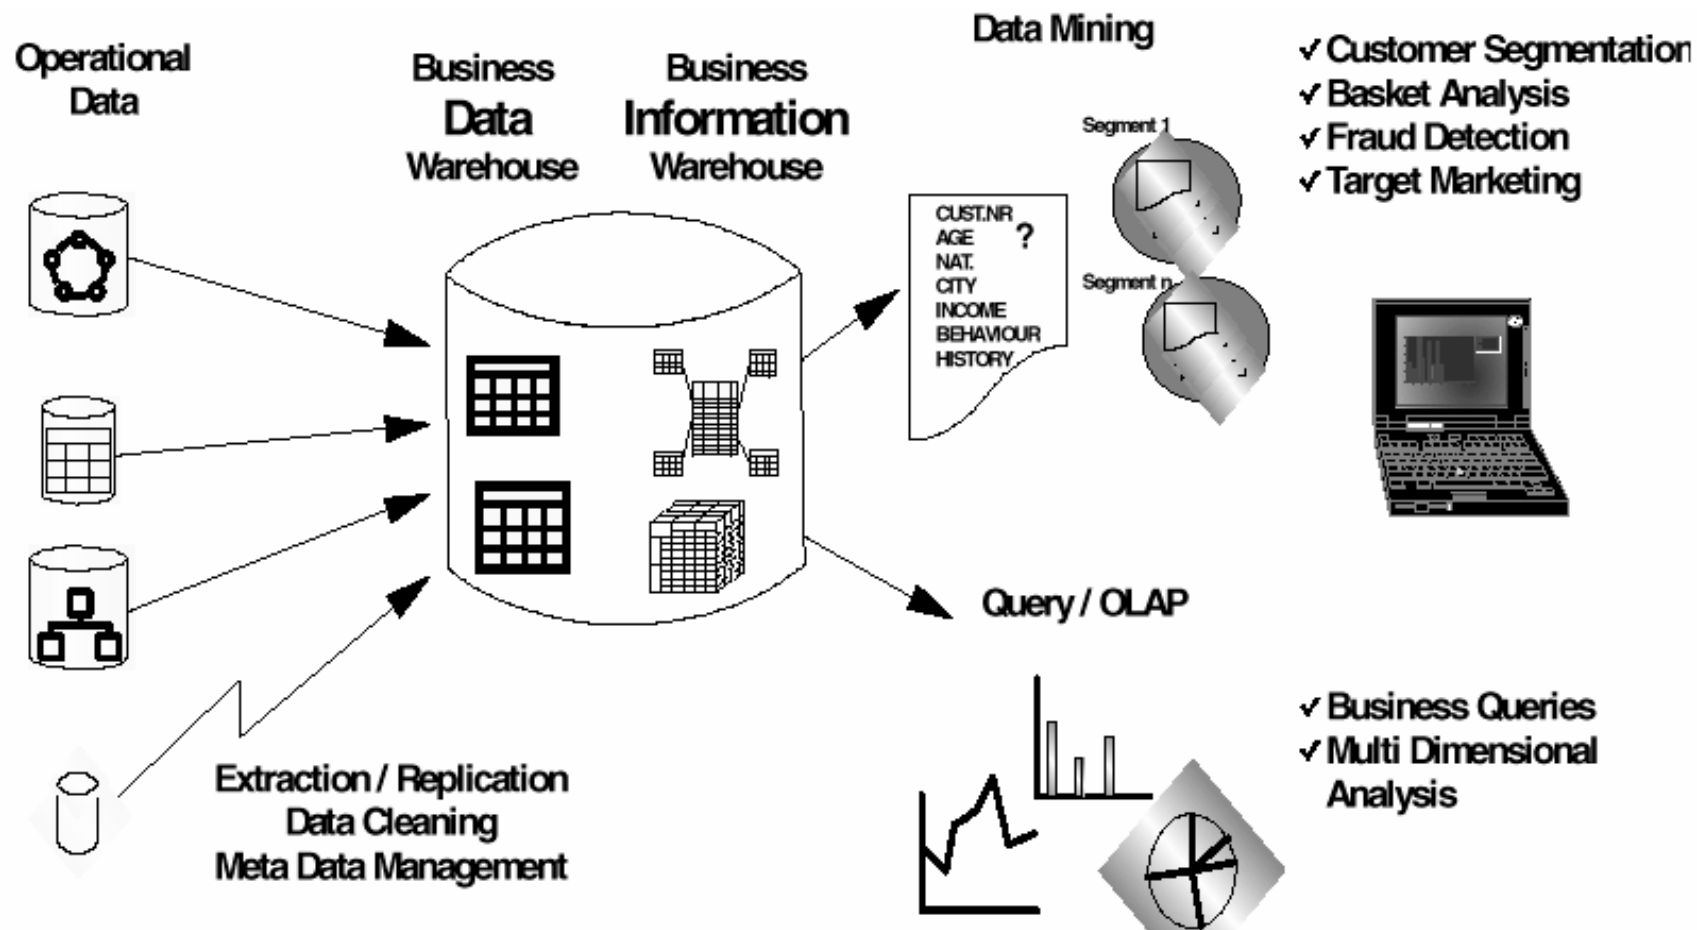 Operational
Data
Business
Data
Warehouse
Business
Information
Warehouse
Data Mining
✓ Customer Segmentation
✓ Basket Analysis
✓ Fraud Detection
✓ Target Marketing
Segment 1
Segment n
CUST.NR
AGE ?
NAT.
CITY
INCOME
BEHAVIOUR
HISTORY
Query / OLAP
✓ Business Queries
✓ Multi Dimensional
Analysis
Extraction / Replication
Data Cleaning
Meta Data Management